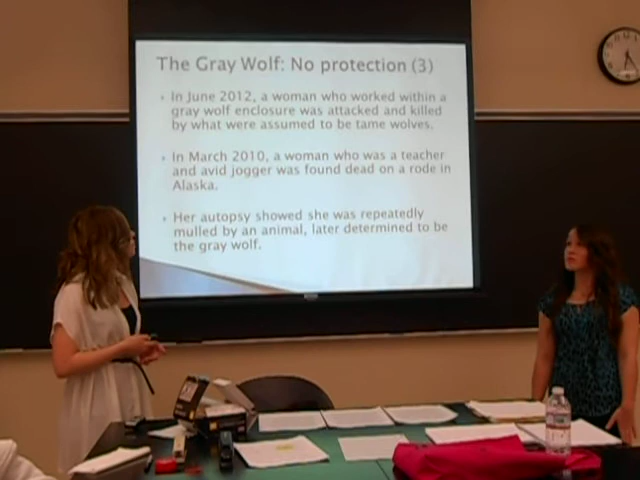 The Gray Wolf: No protection (3)
In June 2012, a woman who worked within a
gray wolf enclosure was attacked and killed
by what were assumed to be tame wolves.
In March 2010, a woman who was a teacher
and avid jogger was found dead on a rode in
Alaska.
Her autopsy showed she was repeatedly
mulled by an animal, later determined to be
the gray wolf.